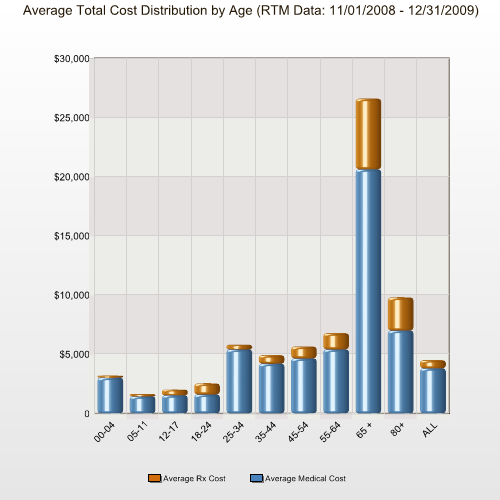 Average Total Cost Distribution by Age (RTM Data: 11/01/2008 - 12/31/2009)
$30,000
$25,000
$20,000
$15,000
$10,000
$5,000
0
00-04 05-11 12-17 18-24 25-34 35-44 45-54 55-64 65 + 80+ ALL
Average Rx Cost Average Medical Cost